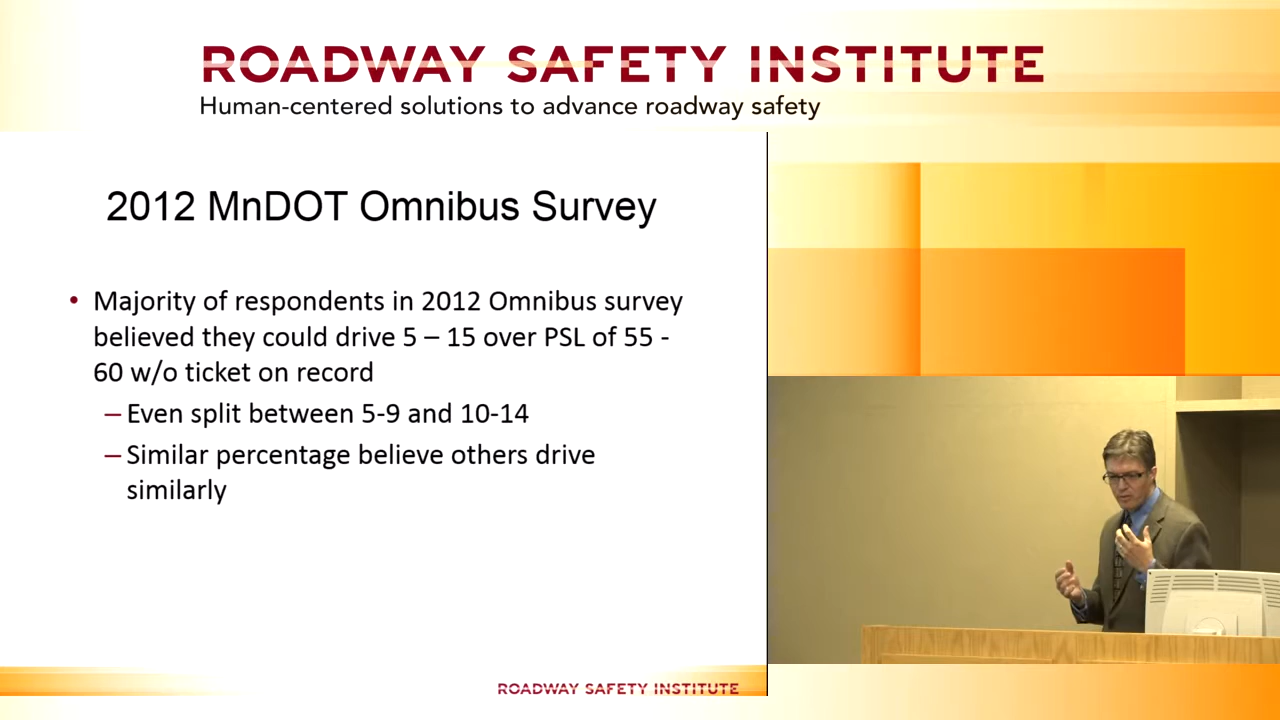 ROADWAY SAFETY INSTITUTE
Human-centered solutions to advance roadway safety
2012 MnDOT Omnibus Survey
• Majority of respondents in 2012 Omnibus survey
believed they could drive 5 – 15 over PSL of 55 -
60 w/o ticket on record
– Even split between 5-9 and 10-14
– Similar percentage believe others drive
similarly
ROADWAY SAFETY INSTITUTE